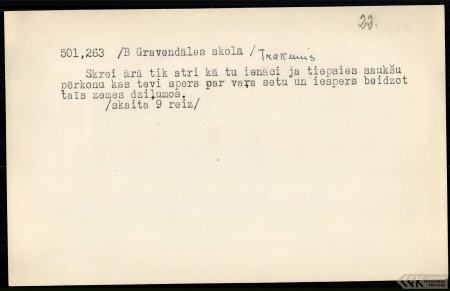 22.
501,263 /B Gravendāles skolā / Trakumis
Skrei ārā tik stri kā tu ienāci ja tiepsies saukšu
pērkonu kas tevi spers par vaŗa setu un iespers beidzot
taīs zemes dziļumos.
/skaita 9 reiz/